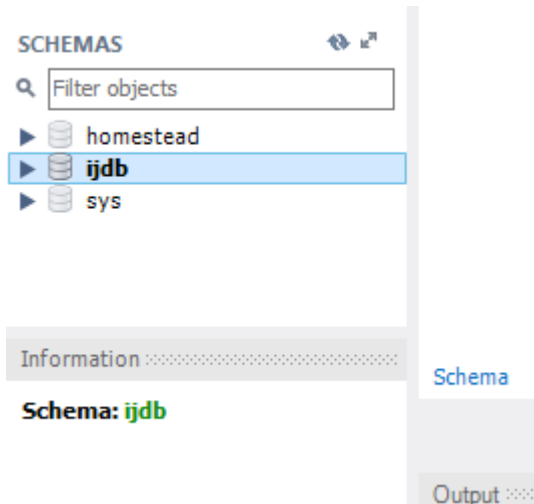 SCHEMAS
Filter objects
homestead
ijdb
sys
Information
Schema: ijdb
Schema
Output